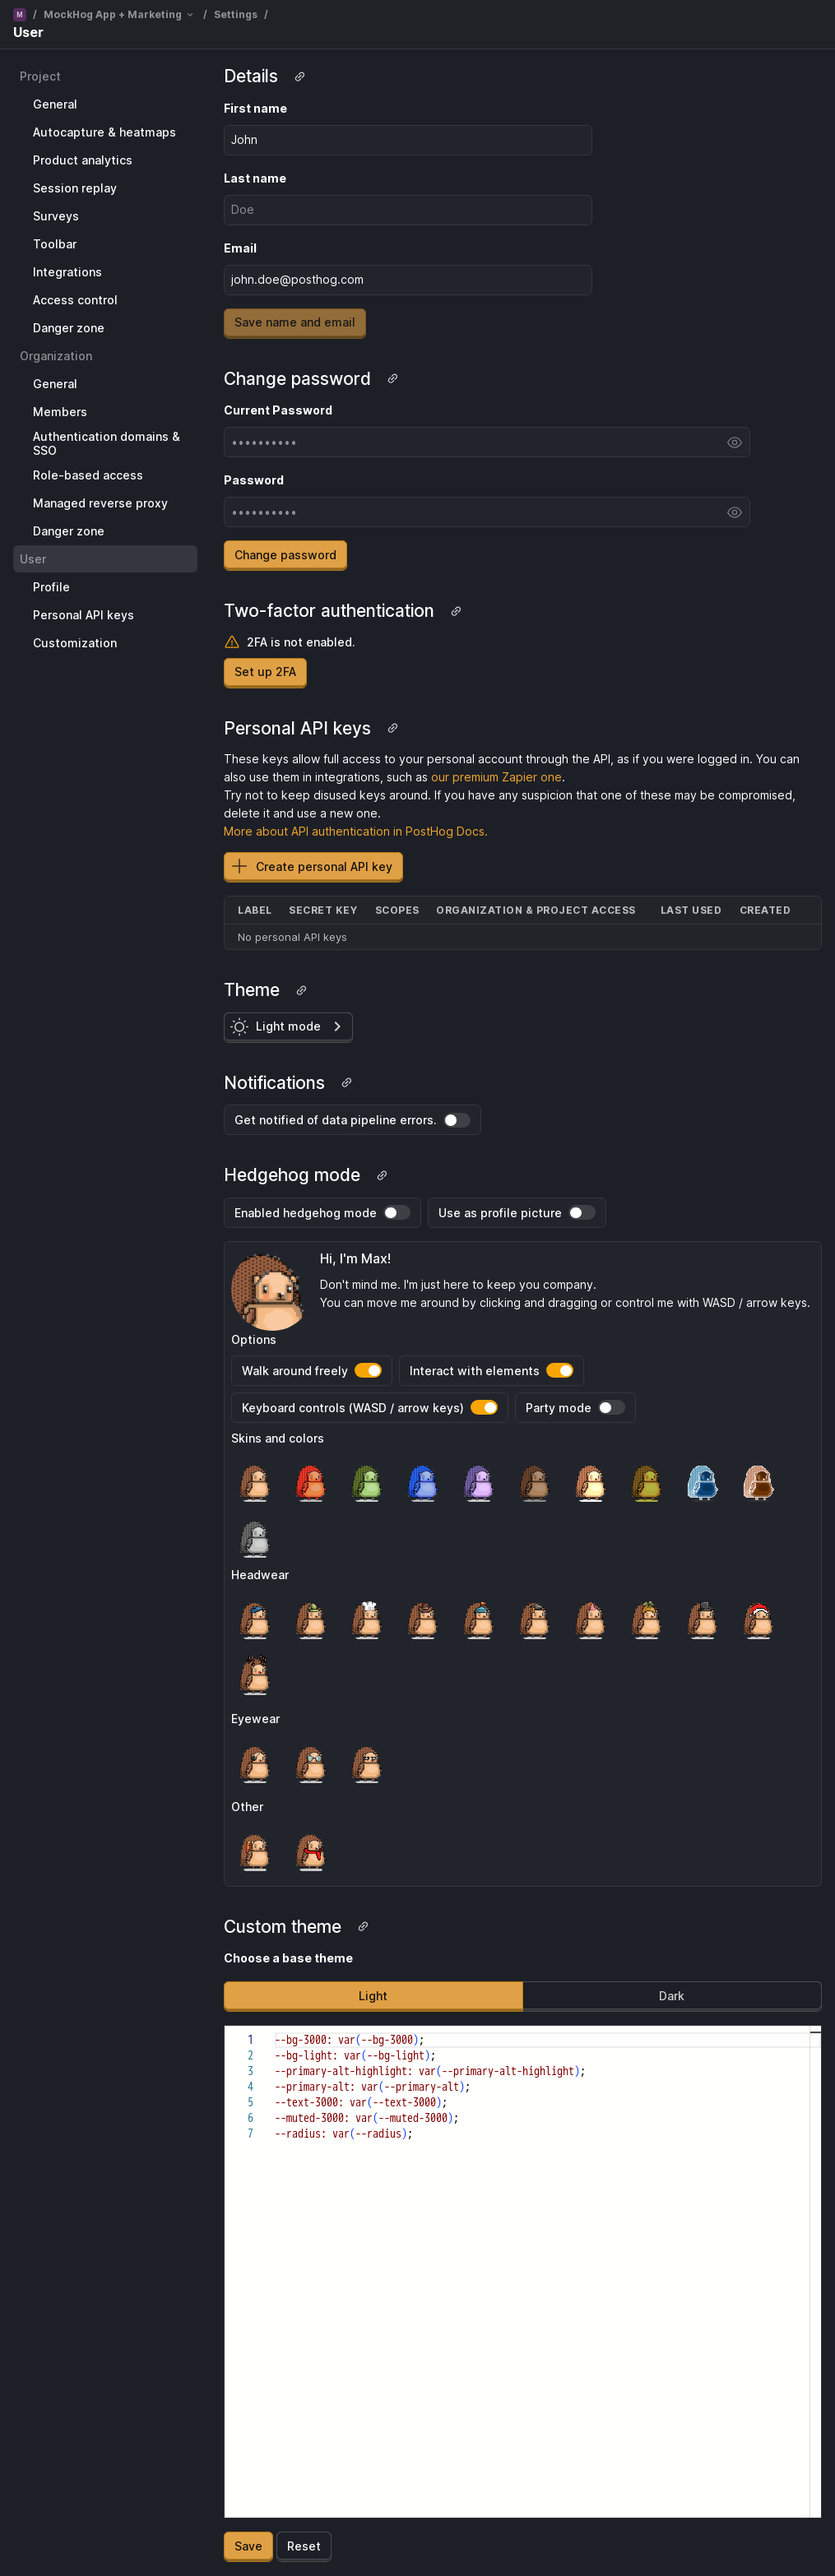 M / MockHog App + Marketing / Settings /
User
Project
General
Autocapture & heatmaps
Product analytics
Session replay
Surveys
Toolbar
Integrations
Access control
Danger zone
Organization
General
Members
Authentication domains &
SSO
Role-based access
Managed reverse proxy
Danger zone
User
Profile
Personal API keys
Customization
Details
First name
John
Last name
Doe
Email
john.doe@posthog.com
Save name and email
Change password
Current Password
••••••••••
Password
••••••••••
Change password
Two-factor authentication
2FA is not enabled.
Set up 2FA
Personal API keys
These keys allow full access to your personal account through the API, as if you were logged in. You can
also use them in integrations, such as our premium Zapier one.
Try not to keep disused keys around. If you have any suspicion that one of these may be compromised,
delete it and use a new one.
More about API authentication in PostHog Docs.
Create personal API key
LABEL SECRET KEY SCOPES ORGANIZATION & PROJECT ACCESS LAST USED CREATED
No personal API keys
Theme
Light mode
Notifications
Get notified of data pipeline errors.
Hedgehog mode
Enabled hedgehog mode Use as profile picture
Hi, I'm Max!
Don't mind me. I'm just here to keep you company.
You can move me around by clicking and dragging or control me with WASD / arrow keys.
Options
Walk around freely Interact with elements
Keyboard controls (WASD / arrow keys) Party mode
Skins and colors
Headwear
Eyewear
Other
Custom theme
Choose a base theme
Light Dark
1 --bg-3000: var(--bg-3000);
2 --bg-light: var(--bg-light);
3 --primary-alt-highlight: var(--primary-alt-highlight);
4 --primary-alt: var(--primary-alt);
5 --text-3000: var(--text-3000);
6 --muted-3000: var(--muted-3000);
7 --radius: var(--radius);
Save Reset